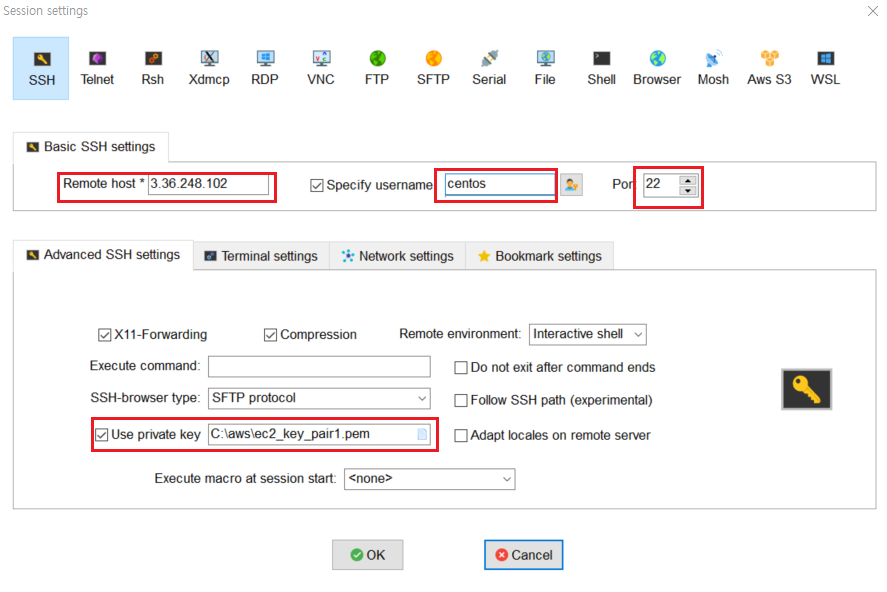 Session settings
SSH Telnet Rsh Xdmcp RDP VNC FTP SFTP Serial File Shell Browser Mosh Aws S3 WSL
Basic SSH settings
Remote host * 3.36.248.102 Specify username centos Por 22
Advanced SSH settings Terminal settings Network settings Bookmark settings
X11-Forwarding Compression Remote environment: Interactive shell
Execute command: Do not exit after command ends
SSH-browser type: SFTP protocol Follow SSH path (experimental)
Use private key C:\aws\ec2_key_pair1.pem Adapt locales on remote server
Execute macro at session start: <none>
OK Cancel